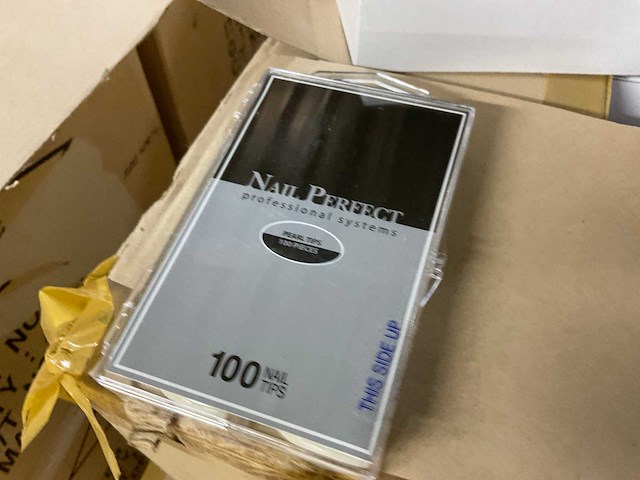 NAIL PERFECT
professional systems
PEARL TIPS
100 PIECES
100 NAIL
TIPS
THIS SIDE UP